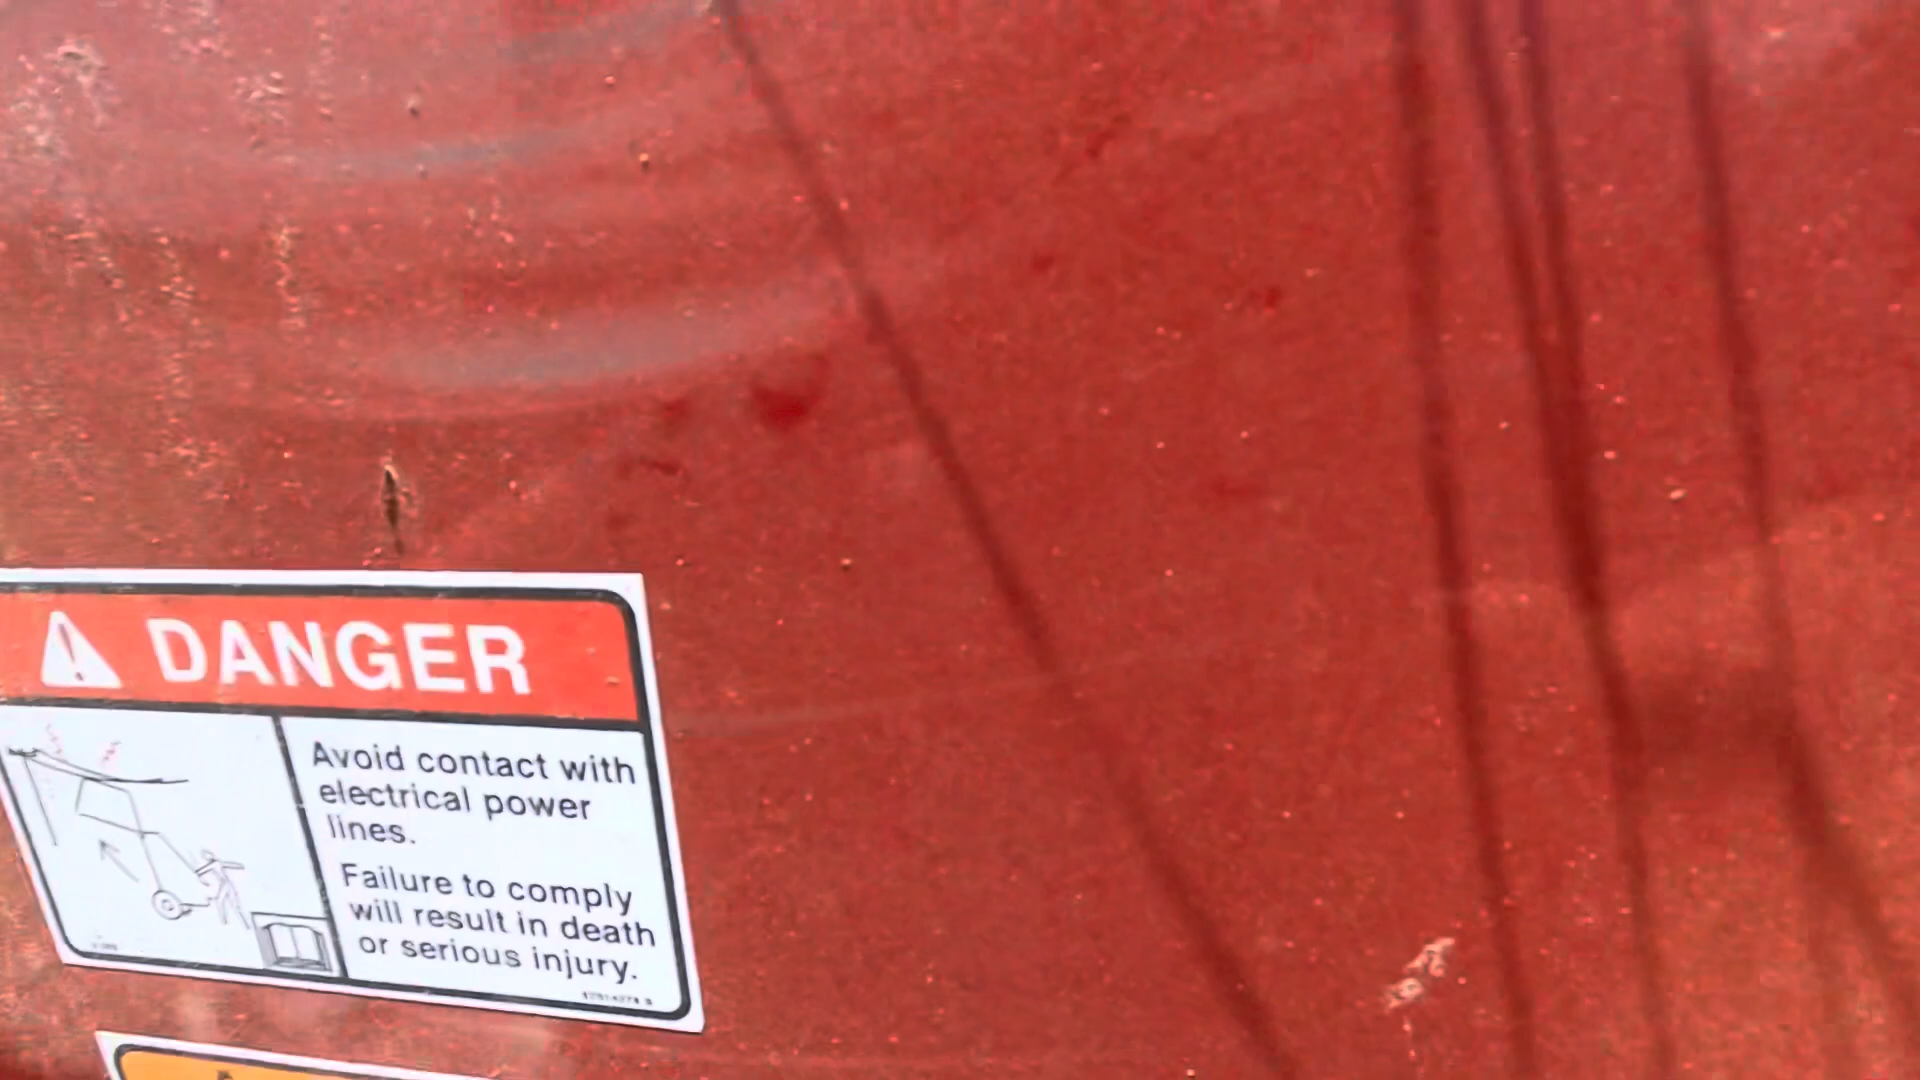 DANGER
Avoid contact with
electrical power
lines.
Failure to comply
will result in death
or serious injury.